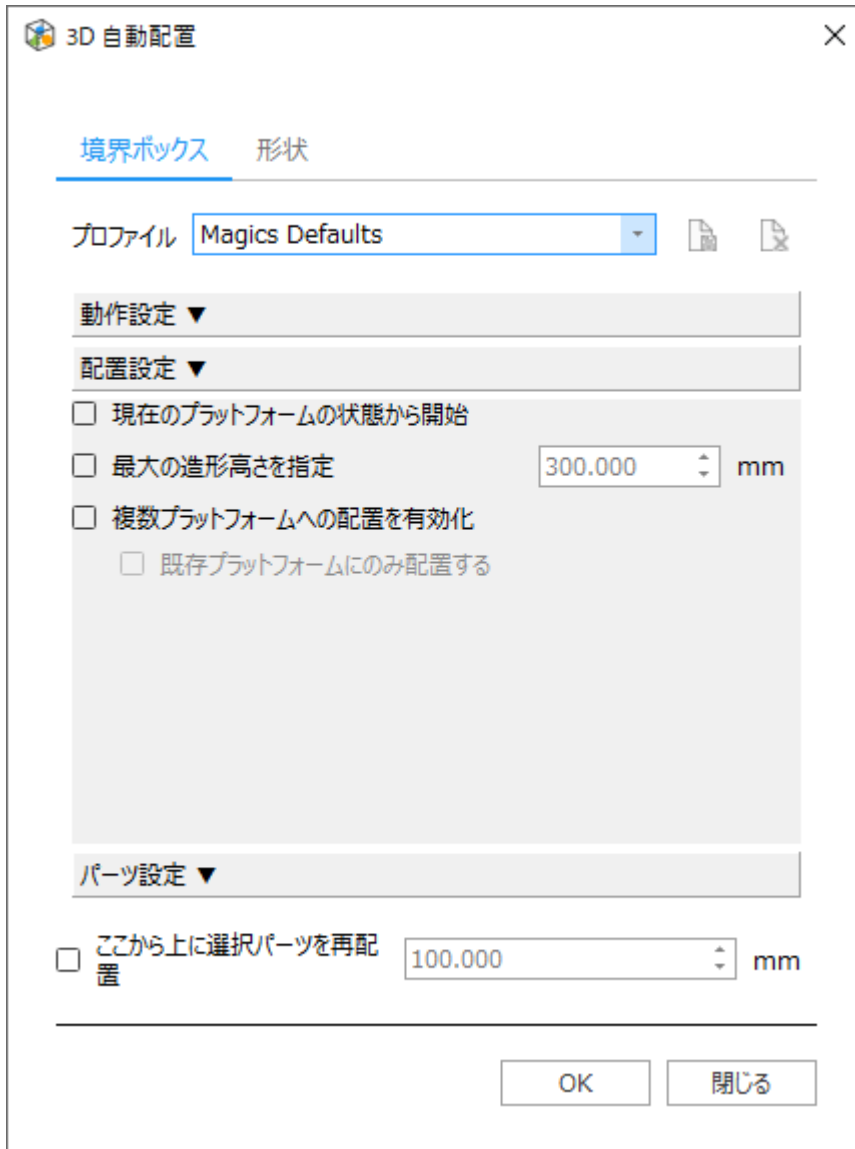 3D 自動配置
境界ボックス 形状
プロファイル Magics Defaults
動作設定 ▼
配置設定 ▼
現在のプラットフォームの状態から開始
最大の造形高さを指定 300.000 mm
複数プラットフォームへの配置を有効化
既存プラットフォームにのみ配置する
パーツ設定 ▼
ここから上に選択パーツを再配
置 100.000 mm
OK 閉じる